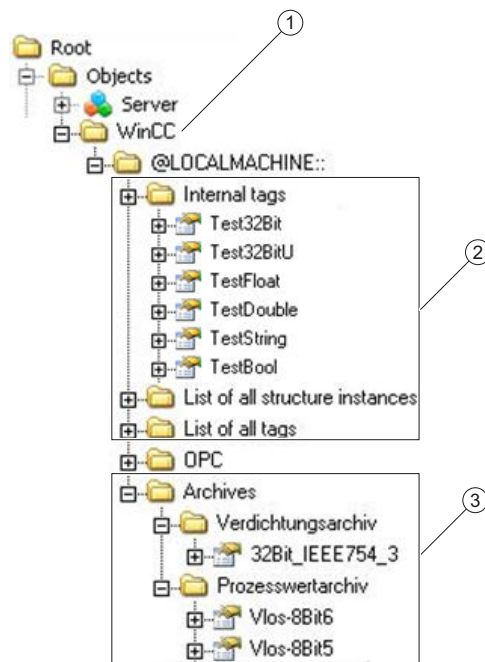 1
Root
Objects
Server
WinCC
@LOCALMACHINE::
Internal tags
Test32Bit
Test32BitU
2
TestFloat
TestDouble
TestString
TestBool
List of all structure instances
List of all tags
OPC
Archives
3
Verdichtungsarchiv
32Bit_IEEE754_3
Prozesswertarchiv
Vlos-8Bit6
Vlos-8Bit5